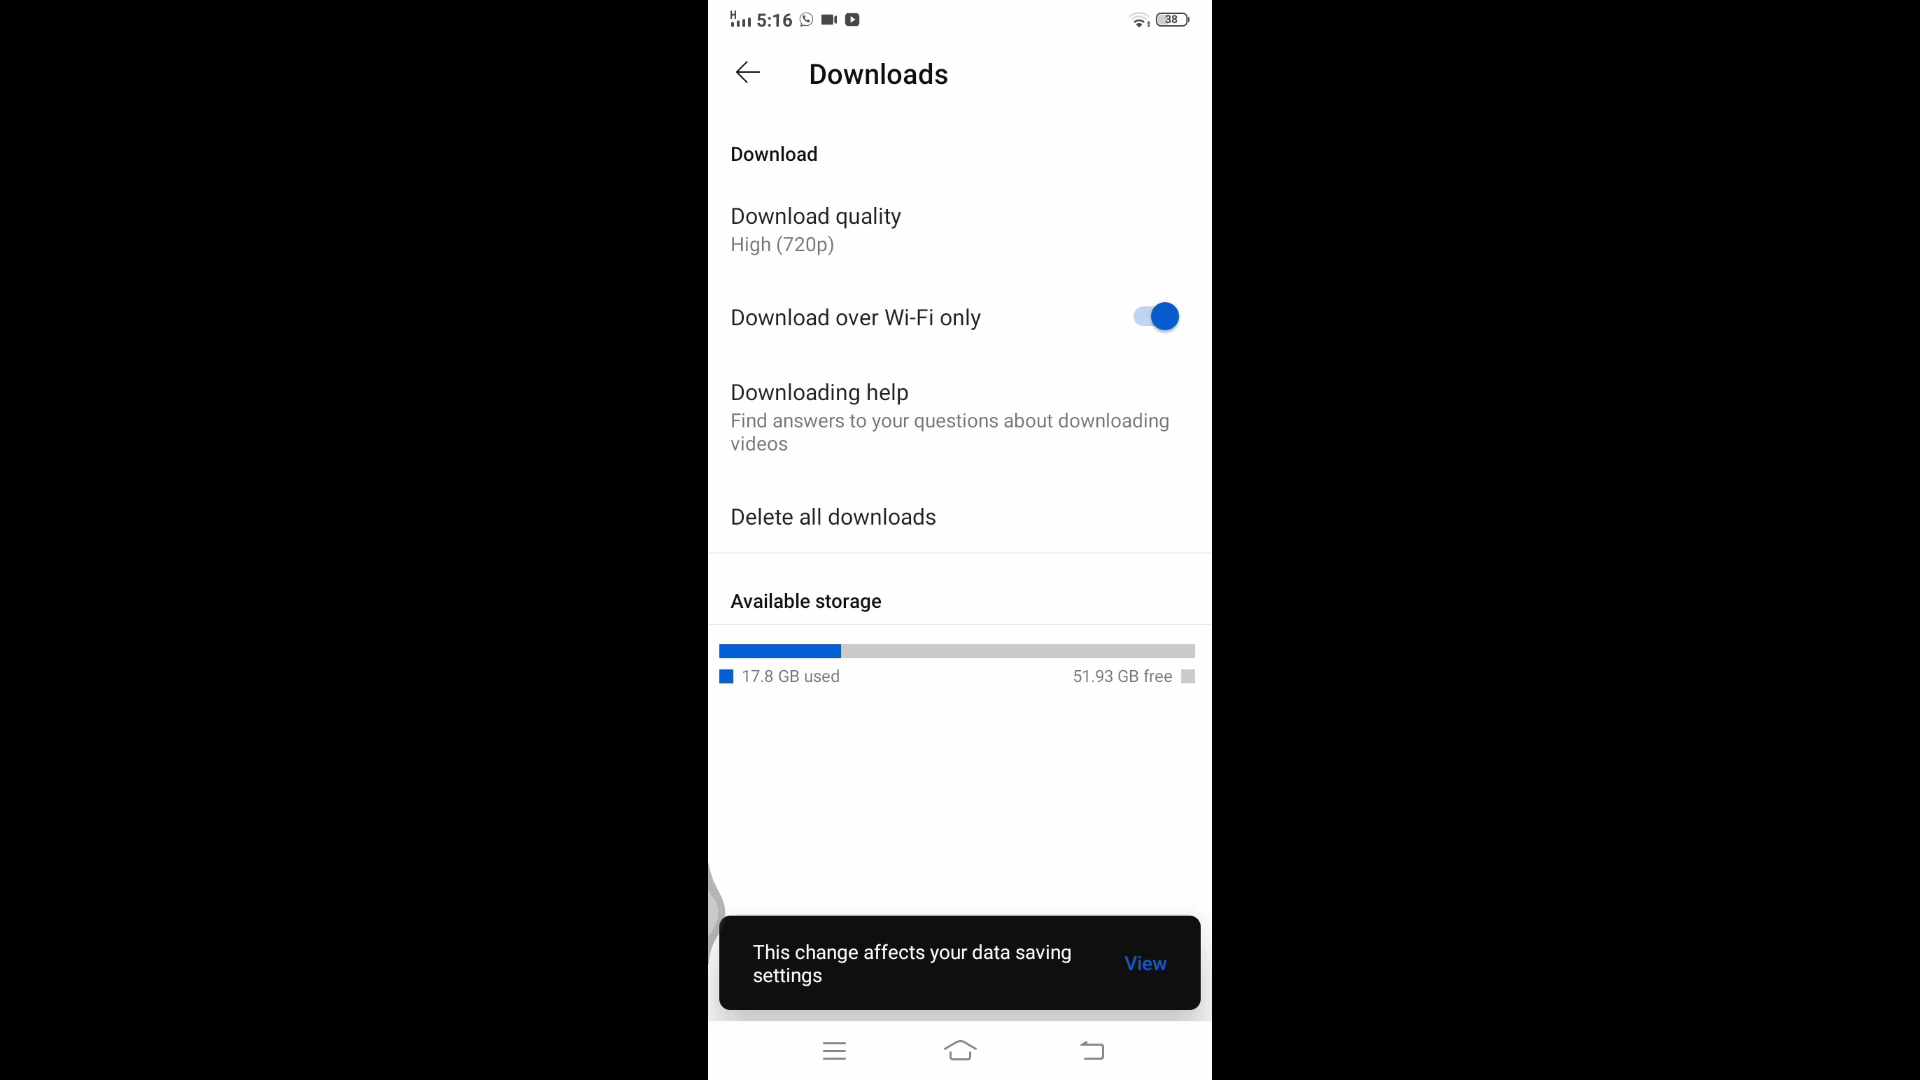 H 5:16 38
Downloads
Download
Download quality
High (720p)
Download over Wi-Fi only
Downloading help
Find answers to your questions about downloading
videos
Delete all downloads
Available storage
17.8 GB used 51.93 GB free
This change affects your data saving
settings
View